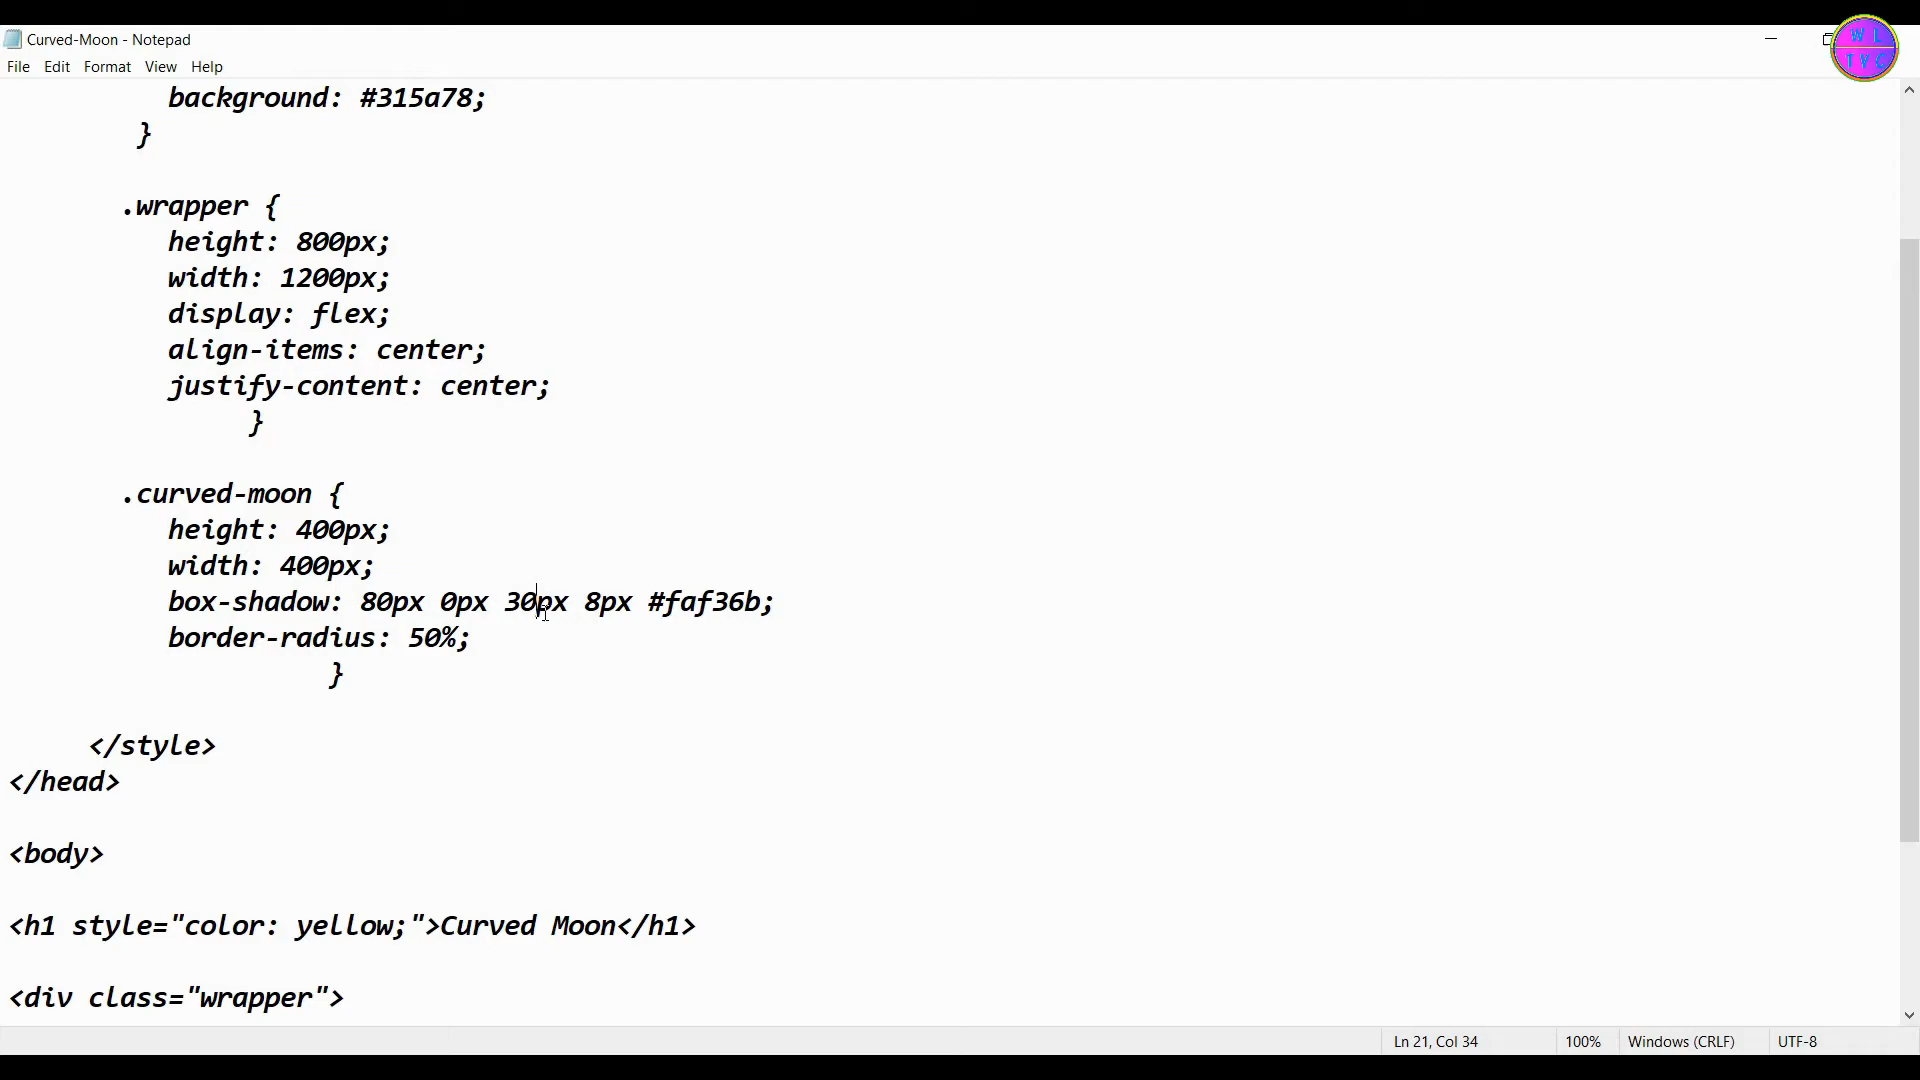 Curved-Moon - Notepad
File Edit Format View Help
W L
T Y C
background: #315a78;
}
.wrapper {
height: 800px;
width: 1200px;
display: flex;
align-items: center;
justify-content: center;
}
.curved-moon {
height: 400px;
width: 400px;
box-shadow: 80px 0px 30px 8px #faf36b;
border-radius: 50%;
}
</style>
</head>
<body>
<h1 style="color: yellow;">Curved Moon</h1>
<div class="wrapper">
Ln 21, Col 34 100% Windows (CRLF) UTF-8